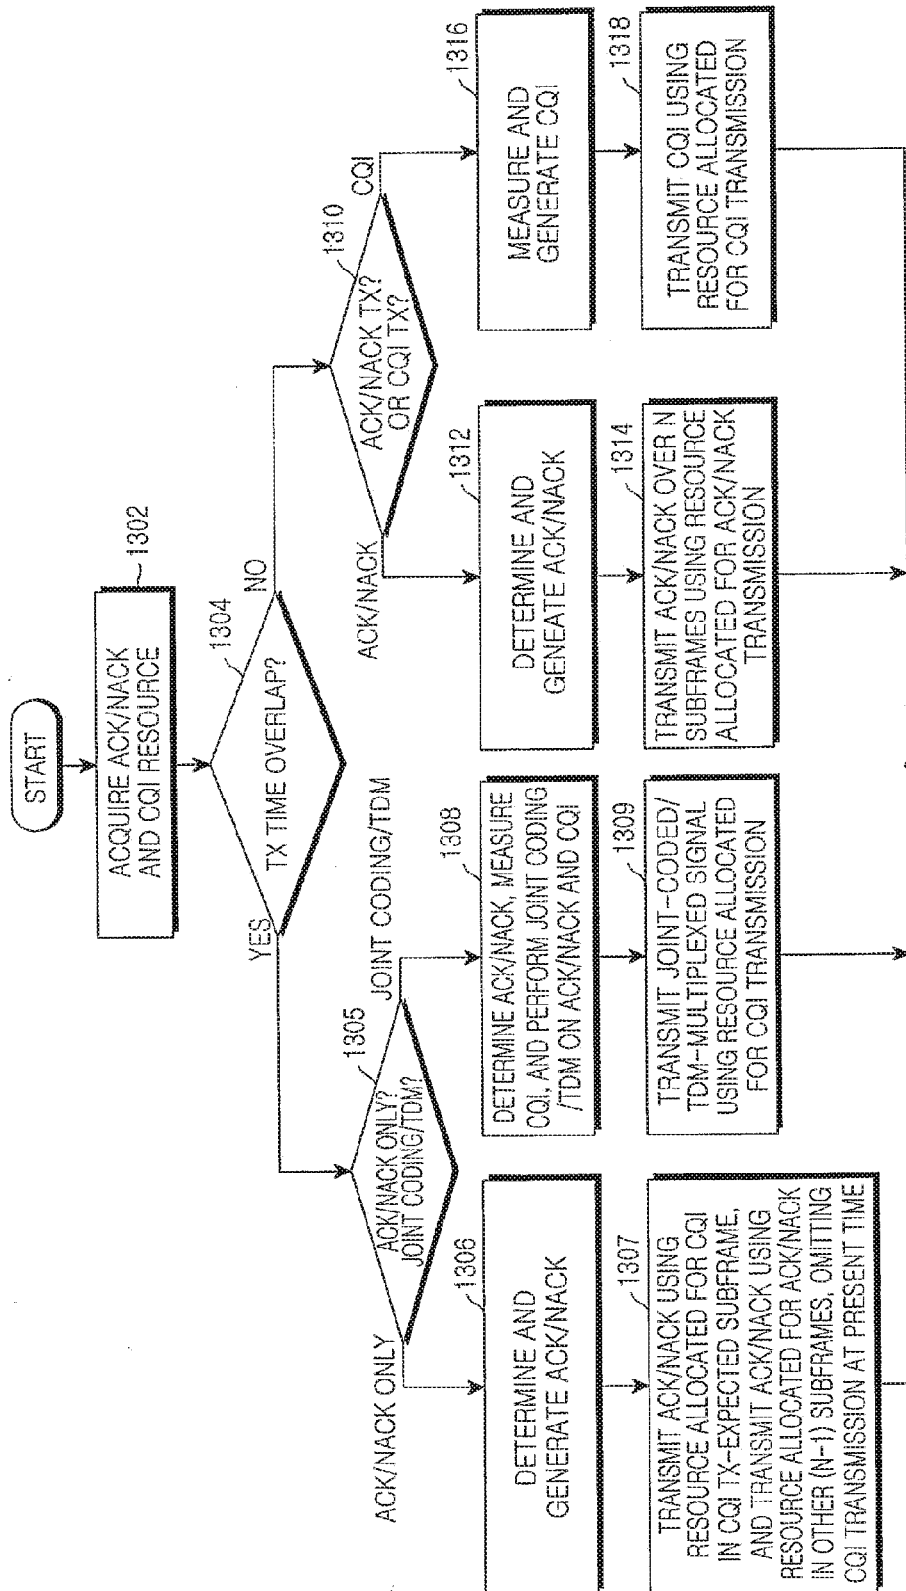 START
1302
ACQUIRE ACK/NACK
AND CQI RESOURCE
1304
TX TIME OVERLAP?
YES
NO
1305
ACK/NACK ONLY?
JOINT CODING/TDM?
ACK/NACK ONLY
JOINT CODING/TDM
1310
ACK/NACK TX?
OR CQI TX?
ACK/NACK
CQI
1306
DETERMINE AND
GENERATE ACK/NACK
1308
DETERMINE ACK/NACK, MEASURE
CQI, AND PERFORM JOINT CODING
/TDM ON ACK/NACK AND CQI
1312
DETERMINE AND
GENEATE ACK/NACK
1316
MEASURE AND
GENERATE CQI
1307
TRANSMIT ACK/NACK USING
RESOURCE ALLOCATED FOR CQI
IN CQI TX-EXPECTED SUBFRAME,
AND TRANSMIT ACK/NACK USING
RESOURCE ALLOCATED FOR ACK/NACK
IN OTHER (N-1) SUBFRAMES, OMITTING
CQI TRANSMISSION AT PRESENT TIME
1309
TRANSMIT JOINT-CODED/
TDM-MULTIPLEXED SIGNAL
USING RESOURCE ALLOCATED
FOR CQI TRANSMISSION
1314
TRANSMIT ACK/NACK OVER N
SUBFRAMES USING RESOURCE
ALLOCATED FOR ACK/NACK
TRANSMISSION
1318
TRANSMIT CQI USING
RESOURCE ALLOCATED
FOR CQI TRANSMISSION